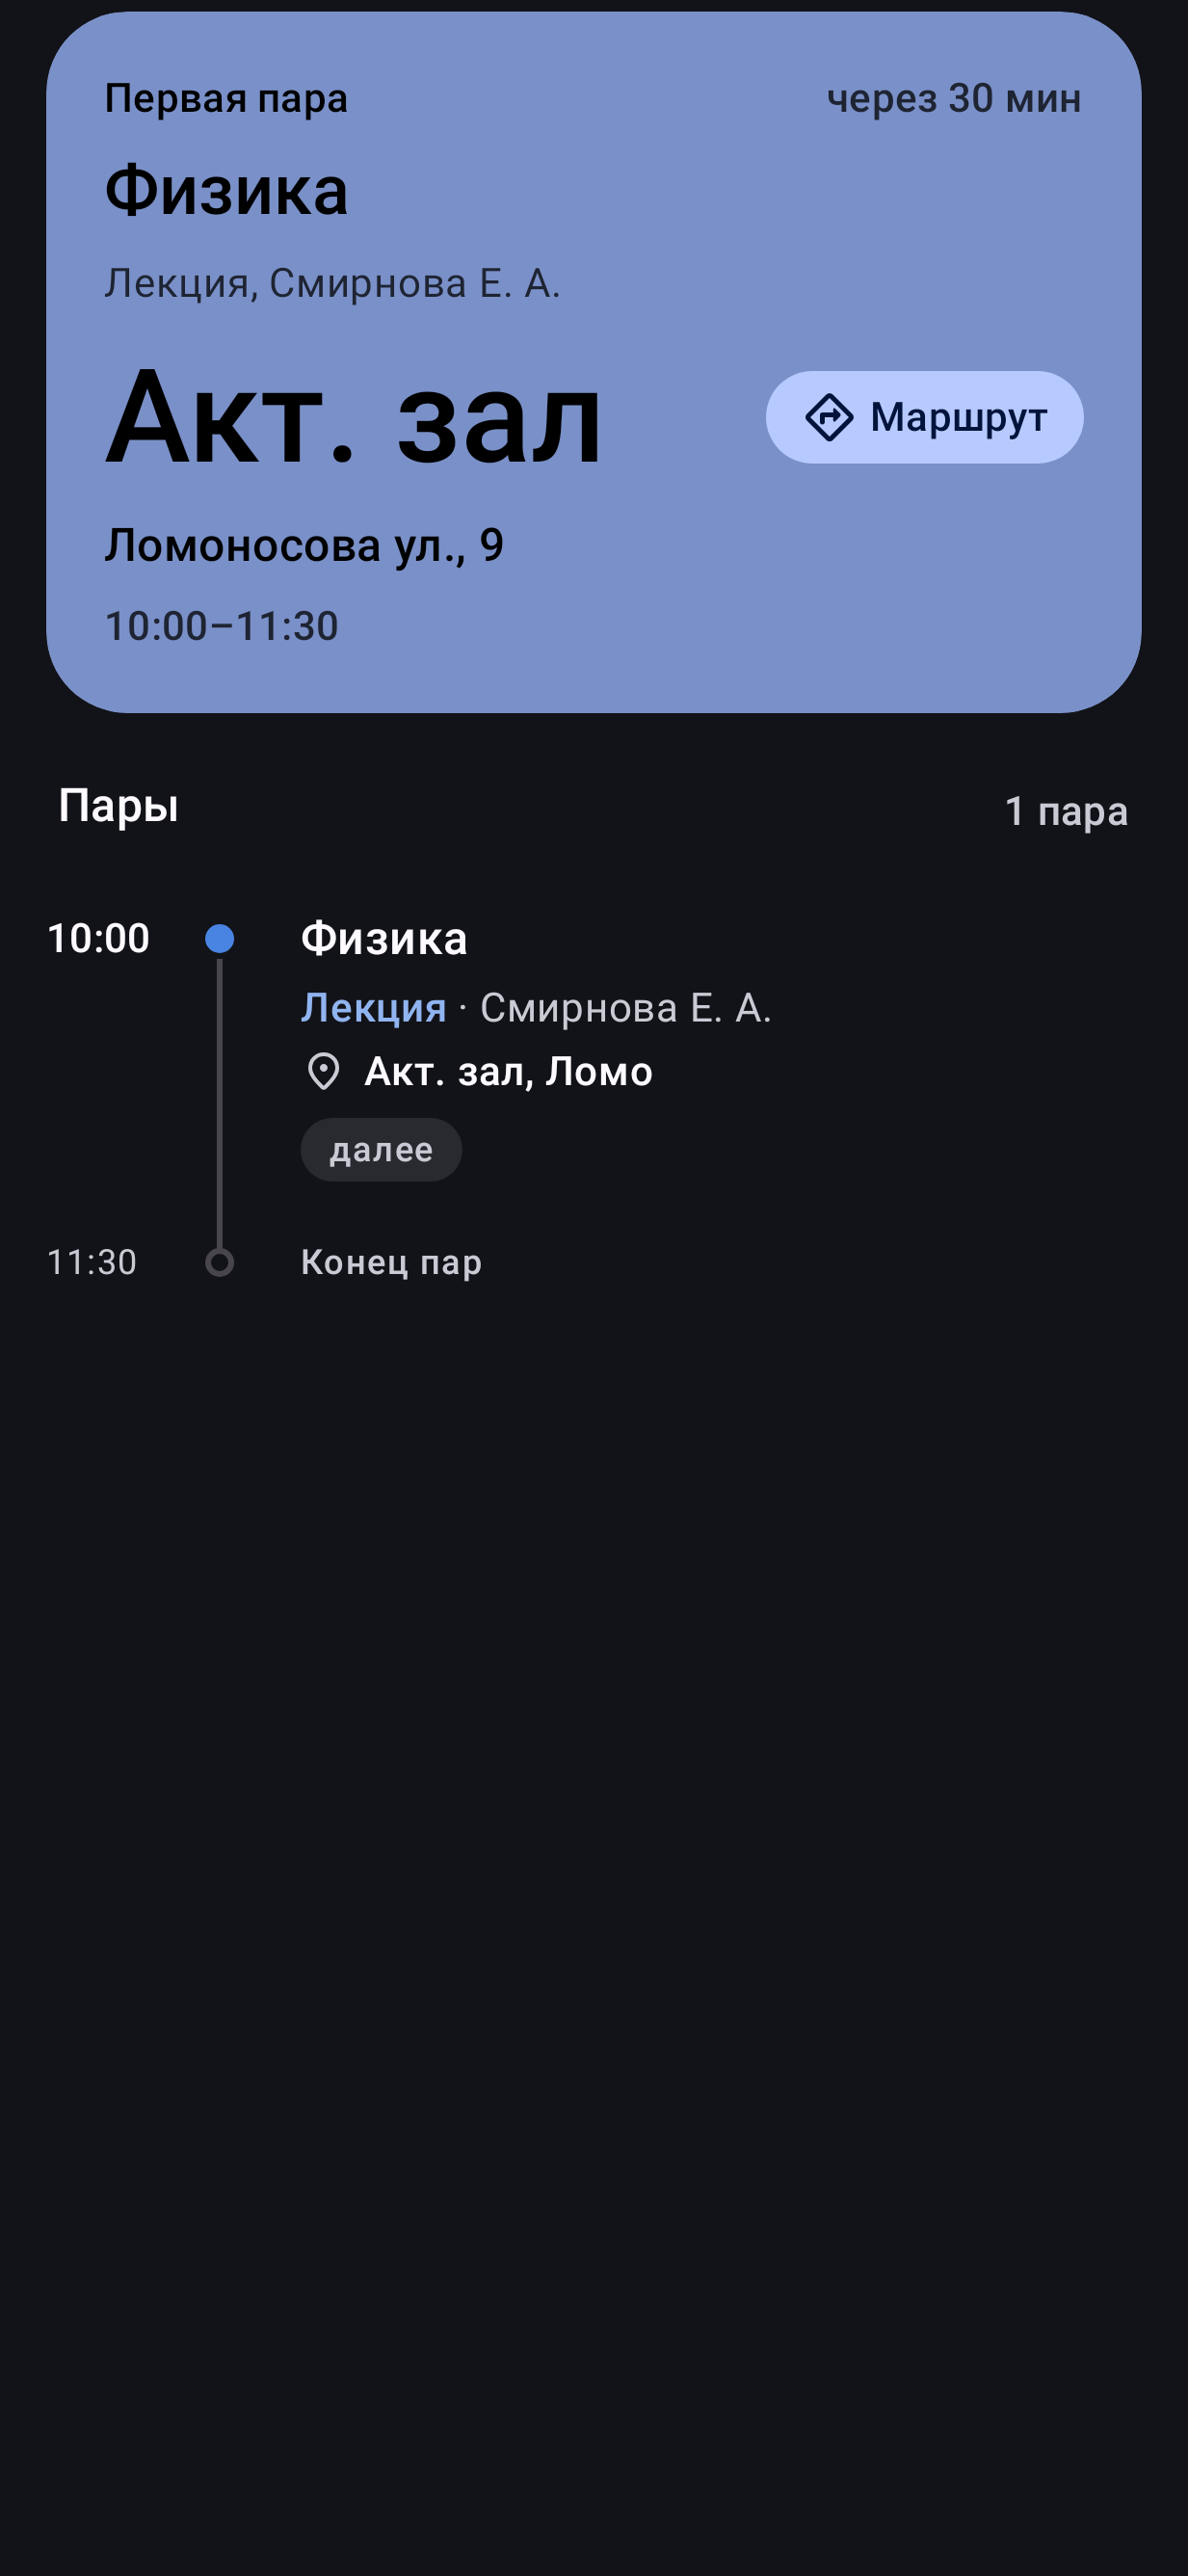 Первая пара
через 30 мин
Физика
Лекция, Смирнова Е. А.
Акт. зал
Маршрут
Ломоносова ул., 9
10:00–11:30
Пары
1 пара
10:00
Физика
Лекция · Смирнова Е. А.
Акт. зал, Ломо
далее
11:30
Конец пар